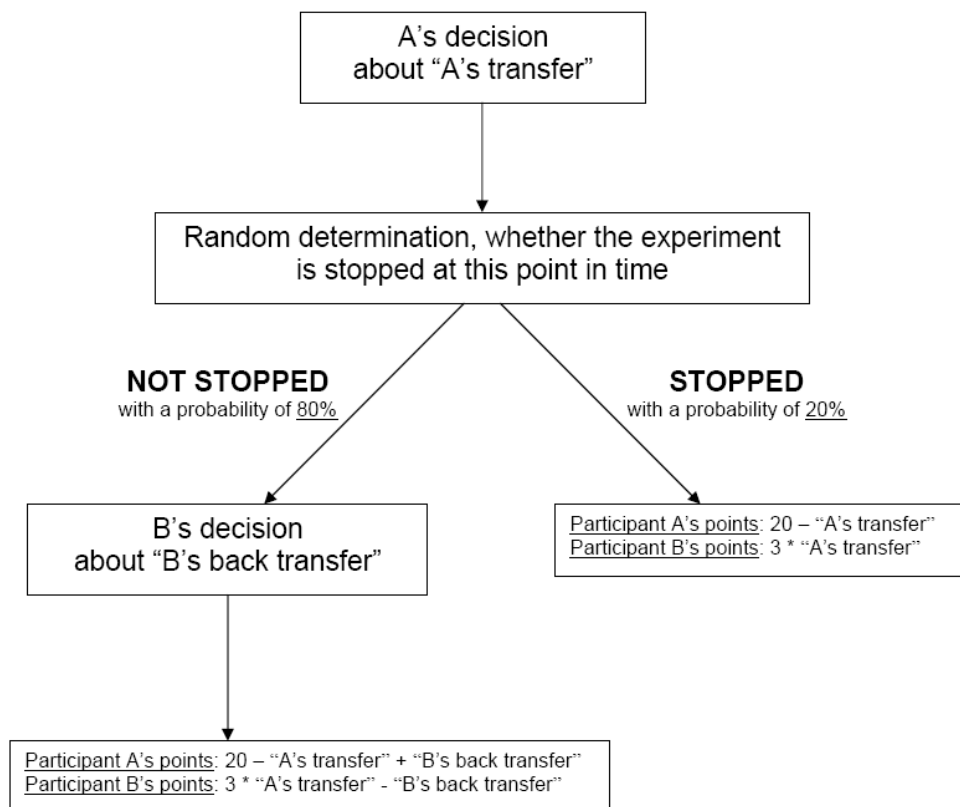 A's decision
about “A's transfer”
Random determination, whether the experiment
is stopped at this point in time
NOT STOPPED
with a probability of 80%
STOPPED
with a probability of 20%
B's decision
about “B's back transfer”
Participant A's points: 20 – “A's transfer”
Participant B's points: 3 * “A's transfer”
Participant A's points: 20 – “A's transfer” + “B's back transfer”
Participant B's points: 3 * “A's transfer” - “B's back transfer”